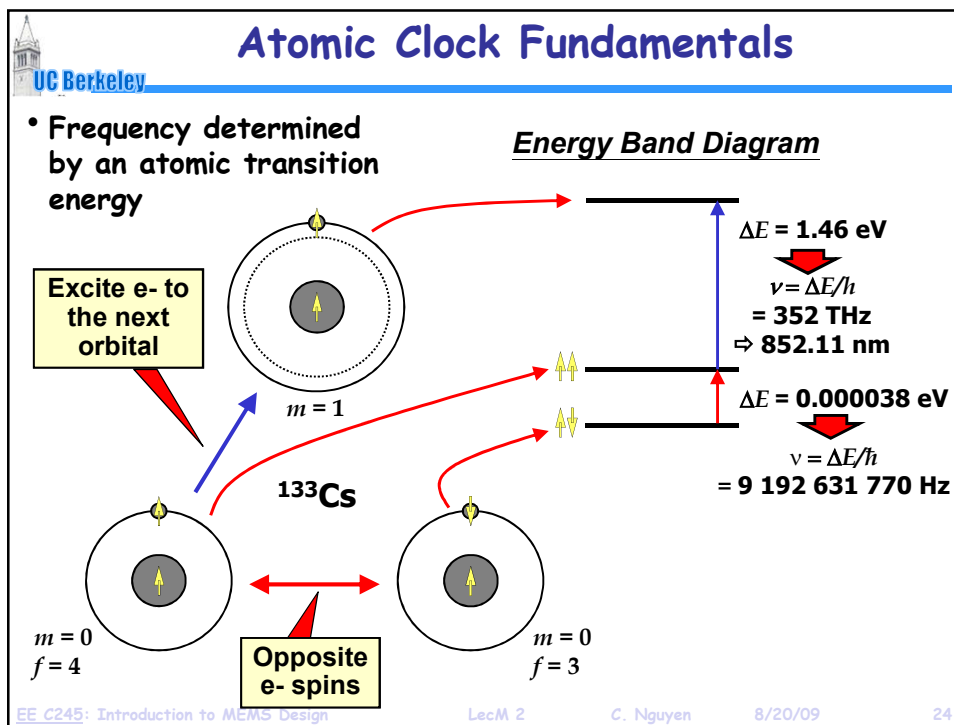 Atomic Clock Fundamentals
UC Berkeley
• Frequency determined
by an atomic transition
energy
Energy Band Diagram
ΔE = 1.46 eV
ν = ΔE/h
= 352 THz
⇨ 852.11 nm
Excite e- to
the next
orbital
m = 1
ΔE = 0.000038 eV
ν = ΔE/ħ
= 9 192 631 770 Hz
133Cs
m = 0
f = 4
Opposite
e- spins
m = 0
f = 3
EE C245: Introduction to MEMS Design LecM 2 C. Nguyen 8/20/09 24